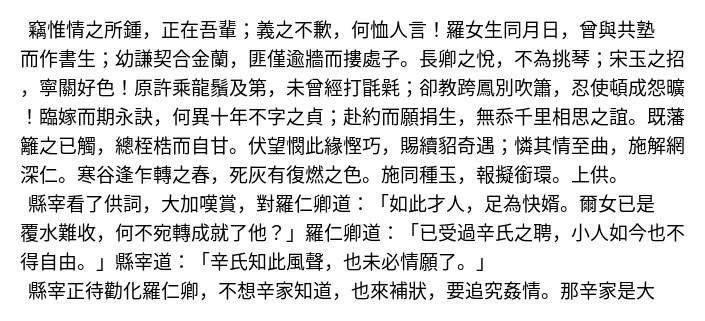 竊惟情之所鍾，正在吾輩；義之不歉，何恤人言！羅女生同月日，曾與共塾
而作書生；幼謙契合金蘭，匪僅逾牆而摟處子。長卿之悅，不為挑琴；宋玉之招
，寧關好色！原許乘龍鬚及第，未曾經打毷氉；卻教跨鳳別吹簫，忍使頓成怨曠
！臨嫁而期永訣，何異十年不字之貞；赴約而願捐生，無忝千里相思之誼。既藩
籬之已觸，總桎梏而自甘。伏望憫此緣慳巧，賜續貂奇遇；憐其情至曲，施解網
深仁。寒谷逢乍轉之春，死灰有復燃之色。施同種玉，報擬銜環。上供。
縣宰看了供詞，大加嘆賞，對羅仁卿道：「如此才人，足為快婿。爾女已是
覆水難收，何不宛轉成就了他？」羅仁卿道：「已受過辛氏之聘，小人如今也不
得自由。」縣宰道：「辛氏知此風聲，也未必情願了。」
縣宰正待勸化羅仁卿，不想辛家知道，也來補狀，要追究姦情。那辛家是大